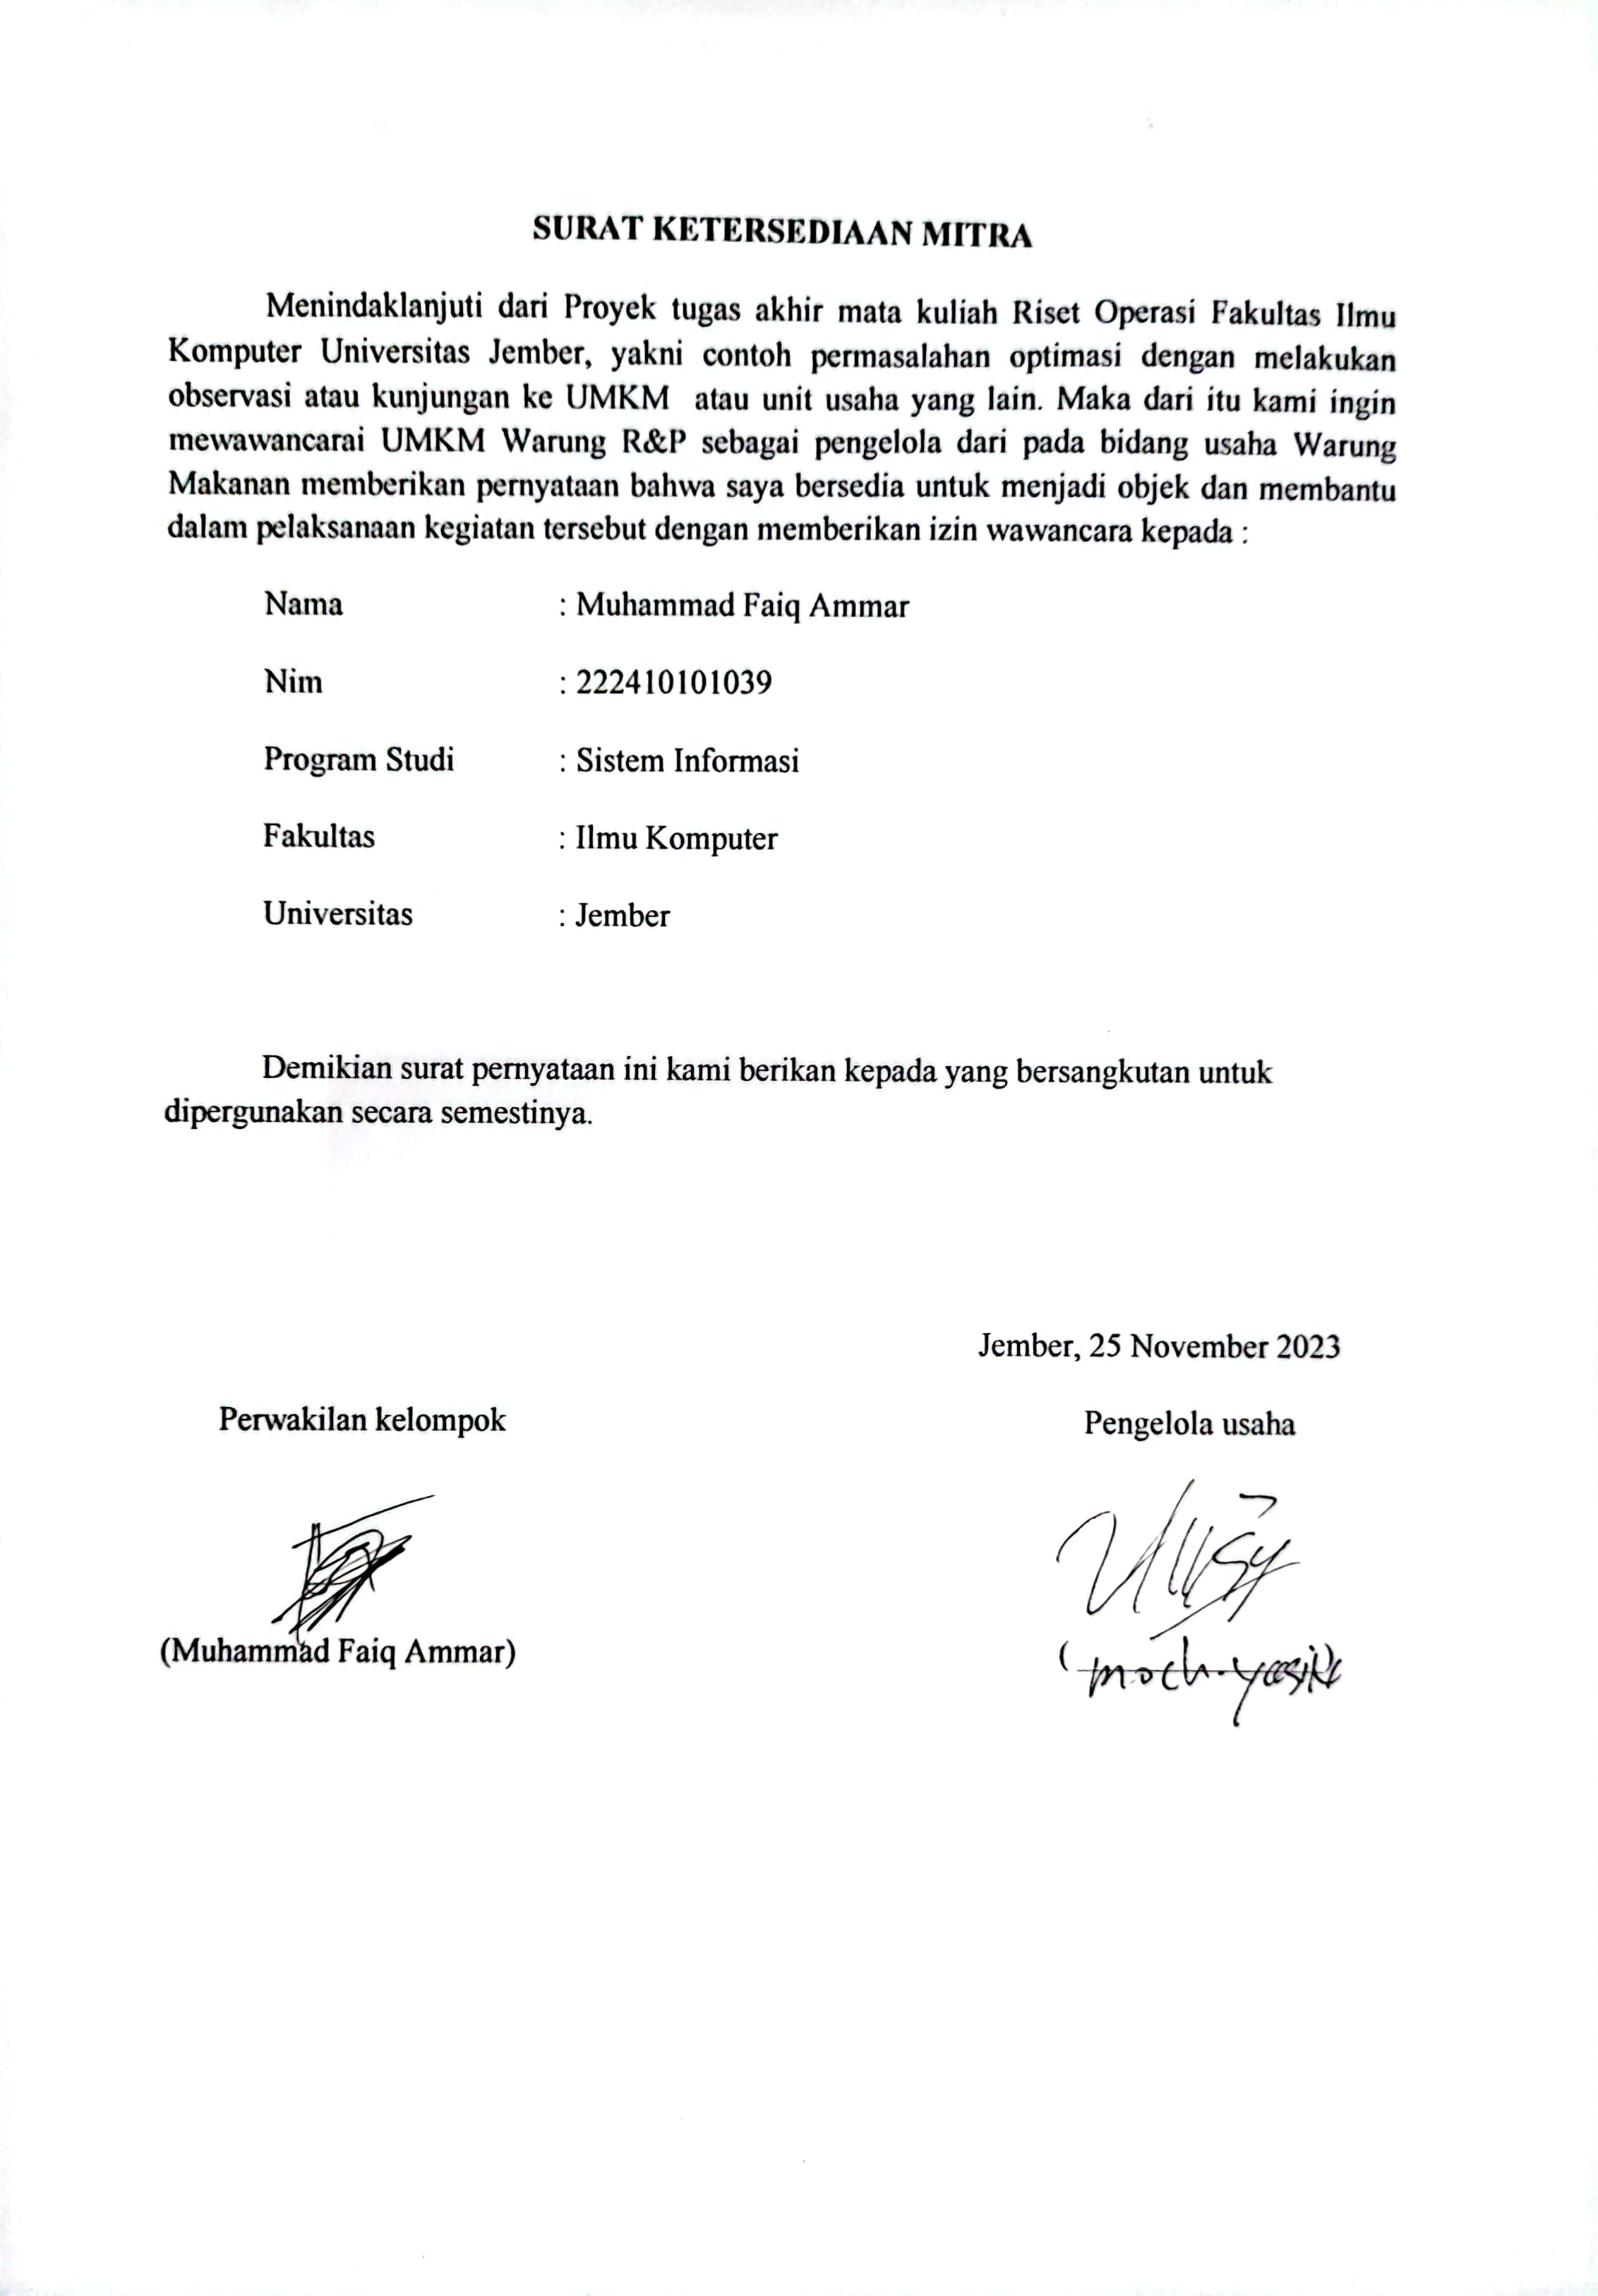 SURAT KETERSEDIAAN MITRA
Menindaklanjuti dari Proyek tugas akhir mata kuliah Riset Operasi Fakultas Ilmu
Komputer Universitas Jember, yakni contoh permasalahan optimasi dengan melakukan
observasi atau kunjungan ke UMKM atau unit usaha yang lain. Maka dari itu kami ingin
mewawancarai UMKM Warung R&P sebagai pengelola dari pada bidang usaha Warung
Makanan memberikan pernyataan bahwa saya bersedia untuk menjadi objek dan membantu
dalam pelaksanaan kegiatan tersebut dengan memberikan izin wawancara kepada :
Nama : Muhammad Faiq Ammar
Nim : 222410101039
Program Studi : Sistem Informasi
Fakultas : Ilmu Komputer
Universitas : Jember
Demikian surat pernyataan ini kami berikan kepada yang bersangkutan untuk
dipergunakan secara semestinya.
Jember, 25 November 2023
Perwakilan kelompok Pengelola usaha
(Muhammad Faiq Ammar) (moch.yasin)